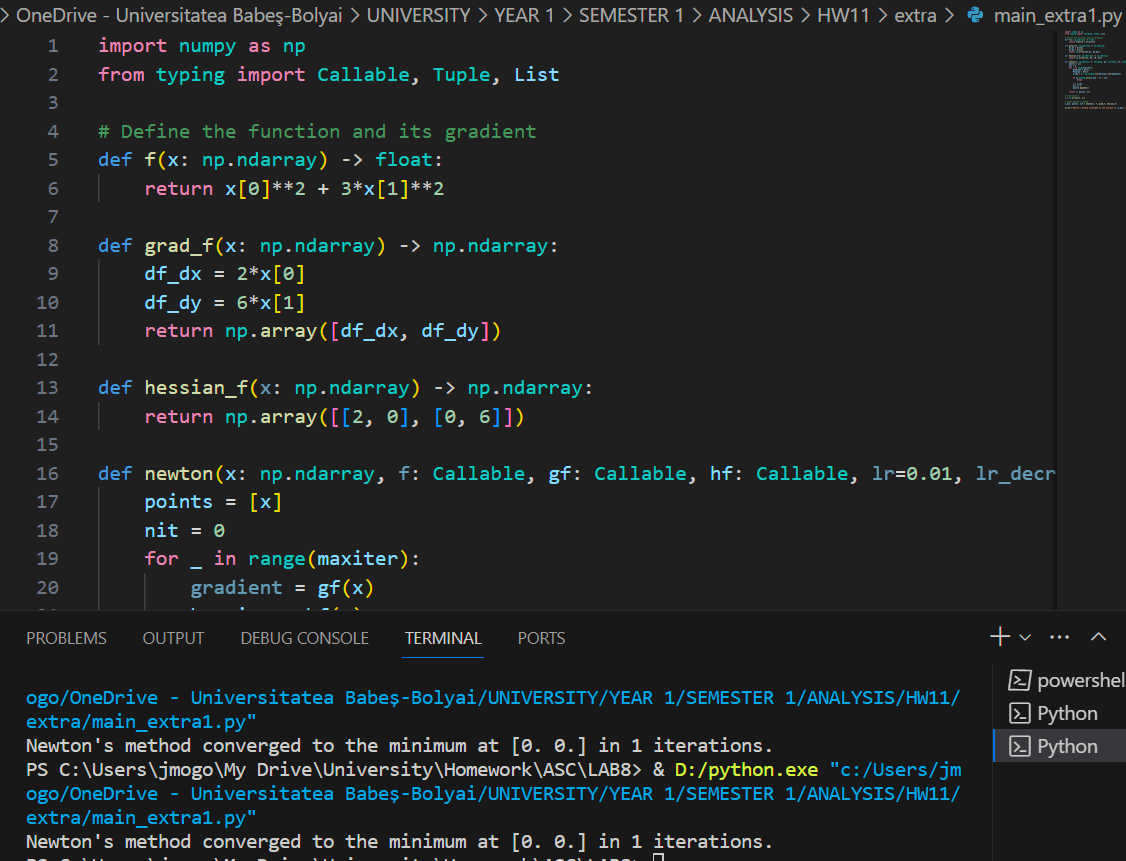 OneDrive - Universitatea Babeş-Bolyai > UNIVERSITY > YEAR 1 > SEMESTER 1 > ANALYSIS > HW11 > extra > main_extra1.py
1 import numpy as np
2 from typing import Callable, Tuple, List
3
4 # Define the function and its gradient
5 def f(x: np.ndarray) -> float:
6     return x[0]**2 + 3*x[1]**2
7
8 def grad_f(x: np.ndarray) -> np.ndarray:
9     df_dx = 2*x[0]
10     df_dy = 6*x[1]
11     return np.array([df_dx, df_dy])
12
13 def hessian_f(x: np.ndarray) -> np.ndarray:
14     return np.array([[2, 0], [0, 6]])
15
16 def newton(x: np.ndarray, f: Callable, gf: Callable, hf: Callable, lr=0.01, lr_decr
17     points = [x]
18     nit = 0
19     for _ in range(maxiter):
20         gradient = gf(x)
PROBLEMS OUTPUT DEBUG CONSOLE TERMINAL PORTS
ogo/OneDrive - Universitatea Babeş-Bolyai/UNIVERSITY/YEAR 1/SEMESTER 1/ANALYSIS/HW11/
extra/main_extra1.py"
Newton's method converged to the minimum at [0. 0.] in 1 iterations.
PS C:\Users\jmogo\My Drive\University\Homework\ASC\LAB8> & D:/python.exe "c:/Users/jm
ogo/OneDrive - Universitatea Babeş-Bolyai/UNIVERSITY/YEAR 1/SEMESTER 1/ANALYSIS/HW11/
extra/main_extra1.py"
Newton's method converged to the minimum at [0. 0.] in 1 iterations.
powershel
Python
Python